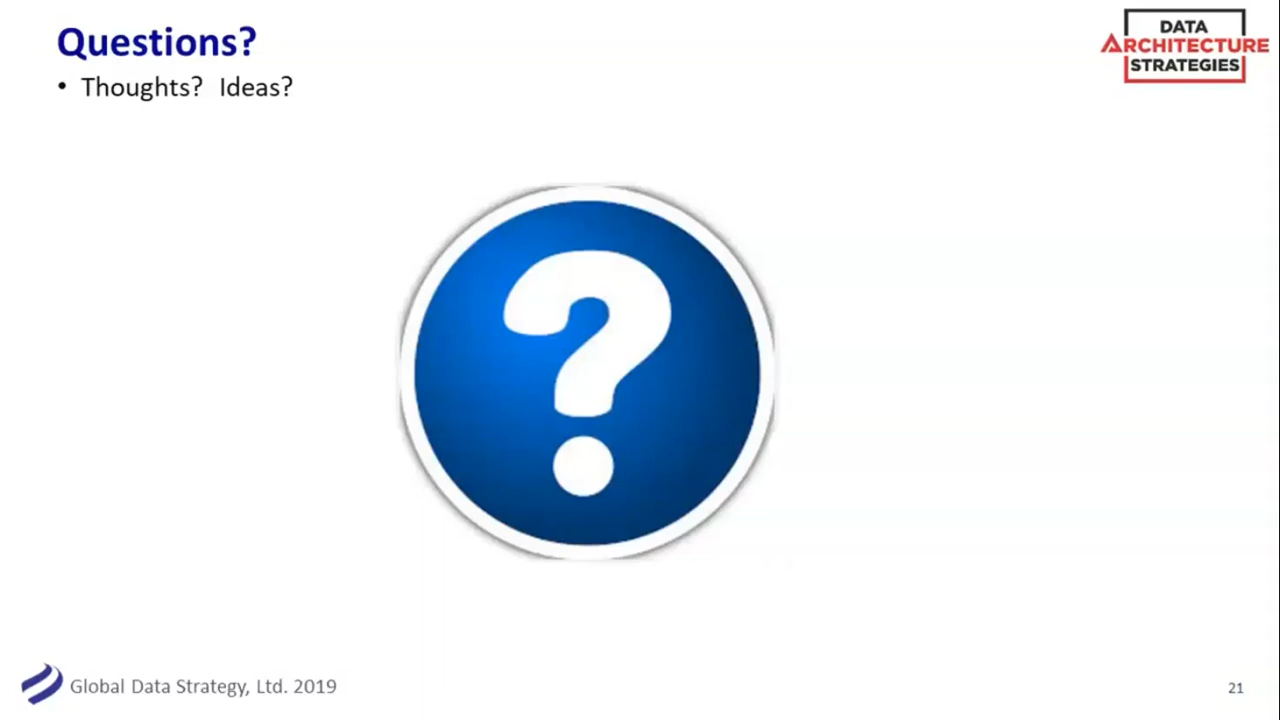 Questions?
• Thoughts?  Ideas?
DATA
ARCHITECTURE
STRATEGIES
?
Global Data Strategy, Ltd. 2019
21